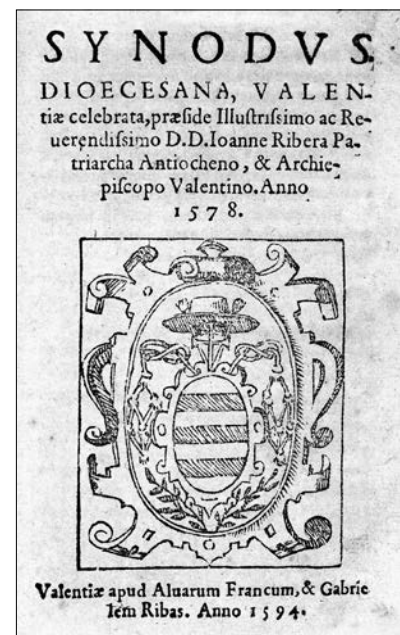 SYNODVS.
DIOECESANA, VALEN-
tiæ celebrata, præside Illustrissimo ac Re-
uerendissimo D.D. Ioanne Ribera Pa-
triarcha Antiocheno, & Archie-
piscopo Valentino. Anno
1578.
Valentiæ apud Aluarum Francum, & Gabrie
lem Ribas. Anno 1594.